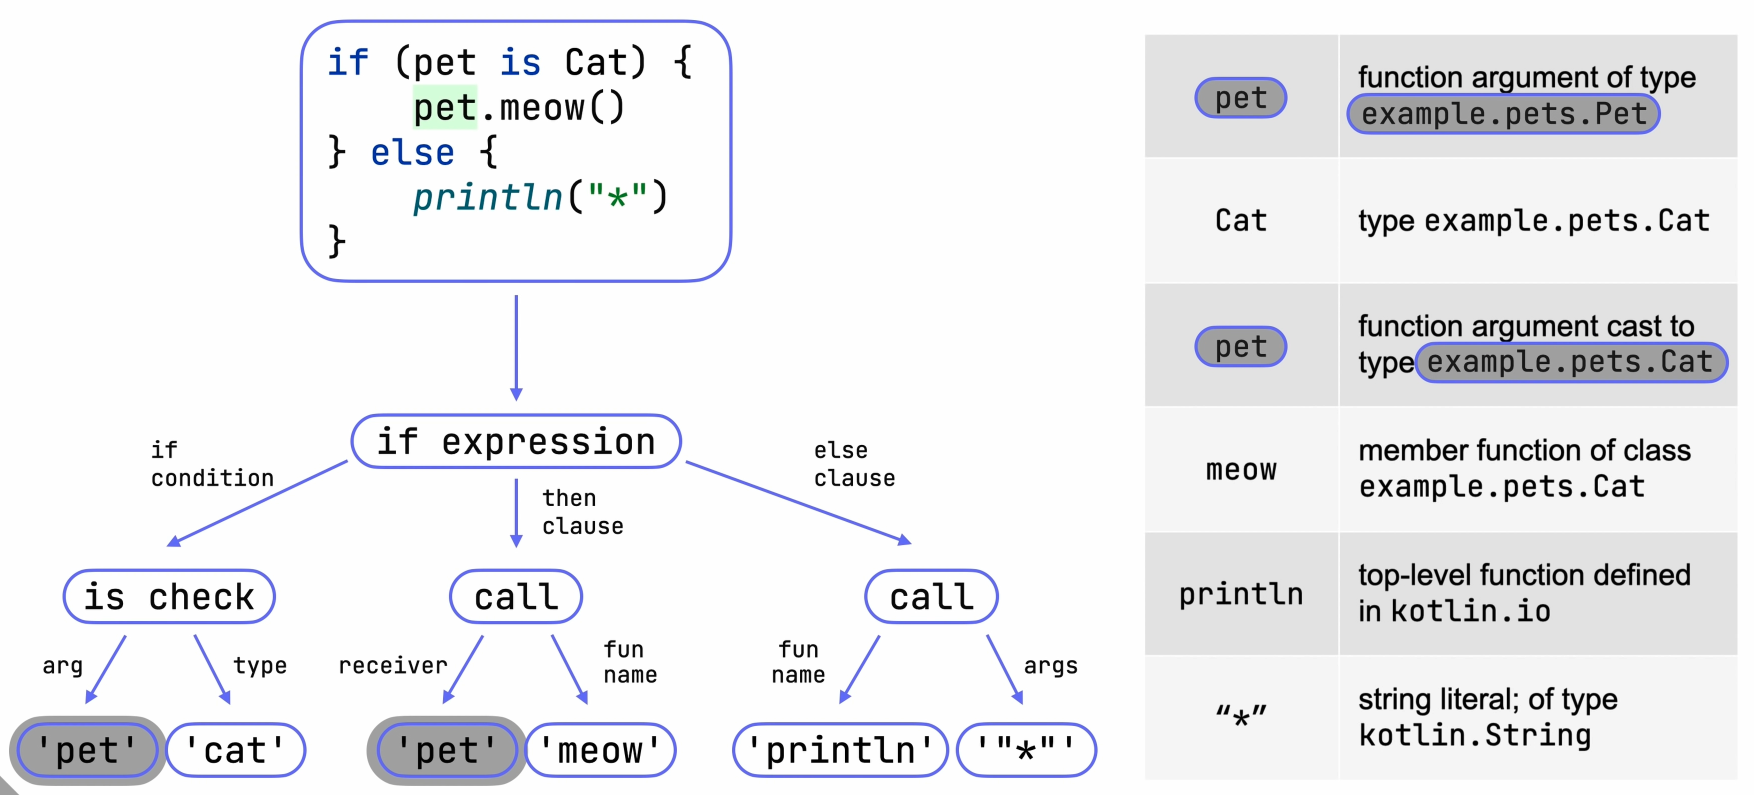 if (pet is Cat) {
pet.meow()
} else {
println("*")
}
if expression
if
condition
then
clause
else
clause
is check
call
call
arg
type
receiver
fun
name
fun
name
args
'pet'
'cat'
'pet'
'meow'
'println'
'"*"'
pet
function argument of type
example.pets.Pet
Cat
type example.pets.Cat
pet
function argument cast to
type example.pets.Cat
meow
member function of class
example.pets.Cat
println
top-level function defined
in kotlin.io
“*”
string literal; of type
kotlin.String